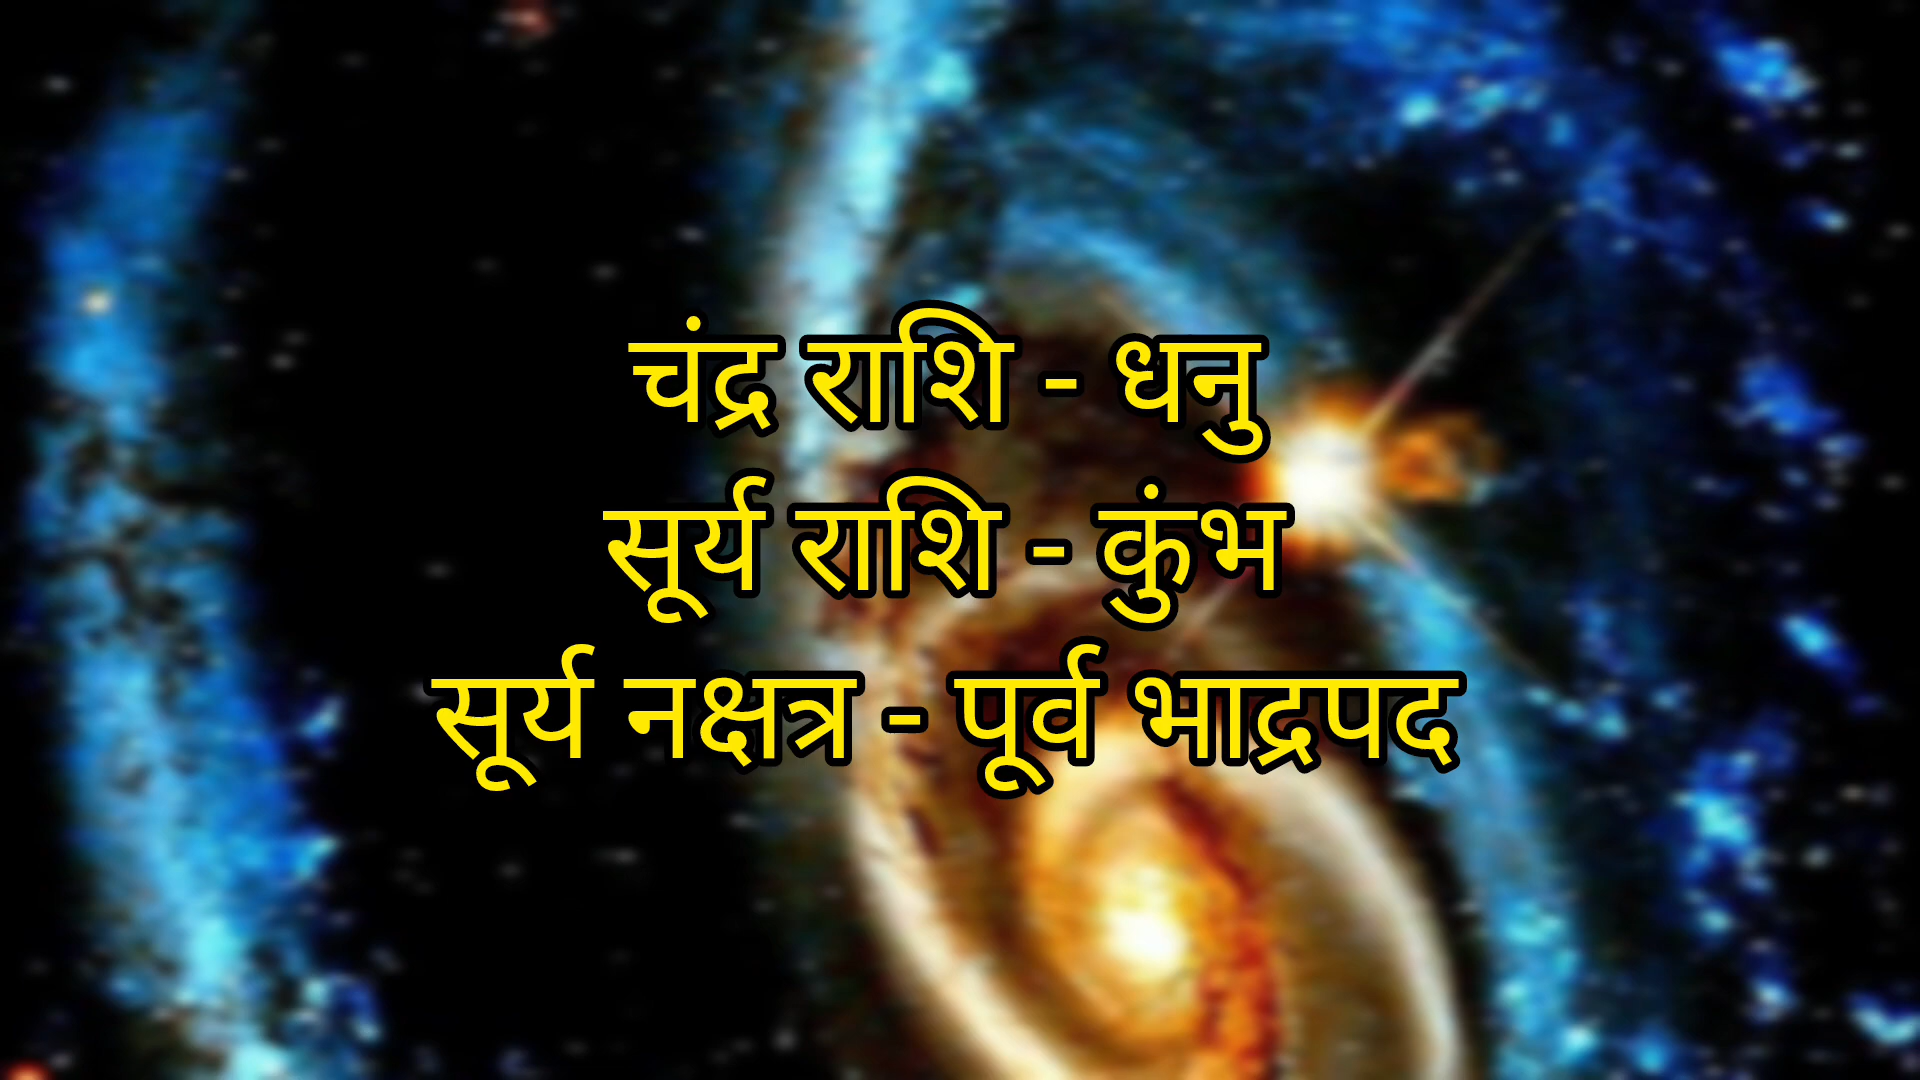 चंद्र राशि - धनु
सूर्य राशि - कुंभ
सूर्य नक्षत्र - पूर्व भाद्रपद